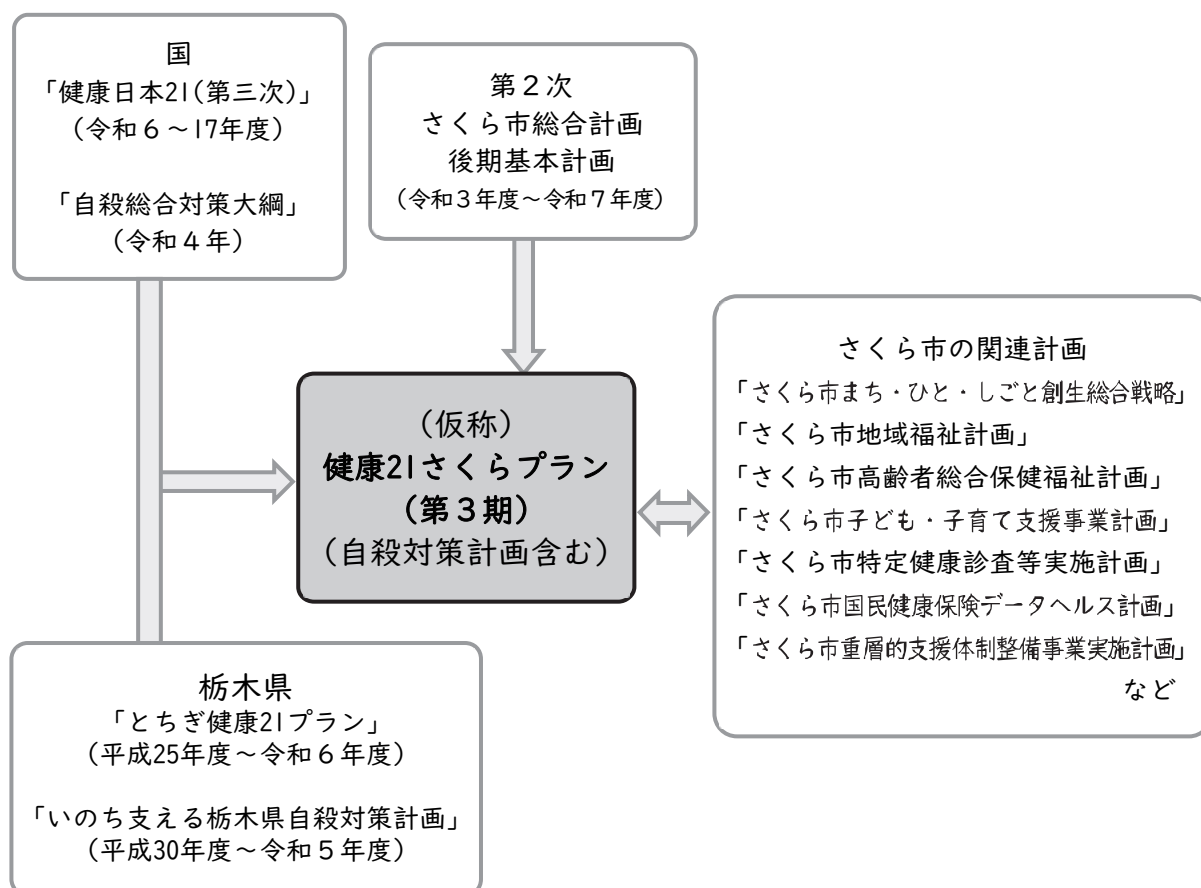 国
「健康日本21(第三次)」
（令和６～17年度）
「自殺総合対策大綱」
（令和４年）
第２次
さくら市総合計画
後期基本計画
（令和３年度～令和７年度）
（仮称）
健康21さくらプラン
（第３期）
（自殺対策計画含む）
さくら市の関連計画
「さくら市まち・ひと・しごと創生総合戦略」
「さくら市地域福祉計画」
「さくら市高齢者総合保健福祉計画」
「さくら市子ども・子育て支援事業計画」
「さくら市特定健康診査等実施計画」
「さくら市国民健康保険データヘルス計画」
「さくら市重層的支援体制整備事業実施計画」
など
栃木県
「とちぎ健康21プラン」
（平成25年度～令和６年度）
「いのち支える栃木県自殺対策計画」
（平成30年度～令和５年度）